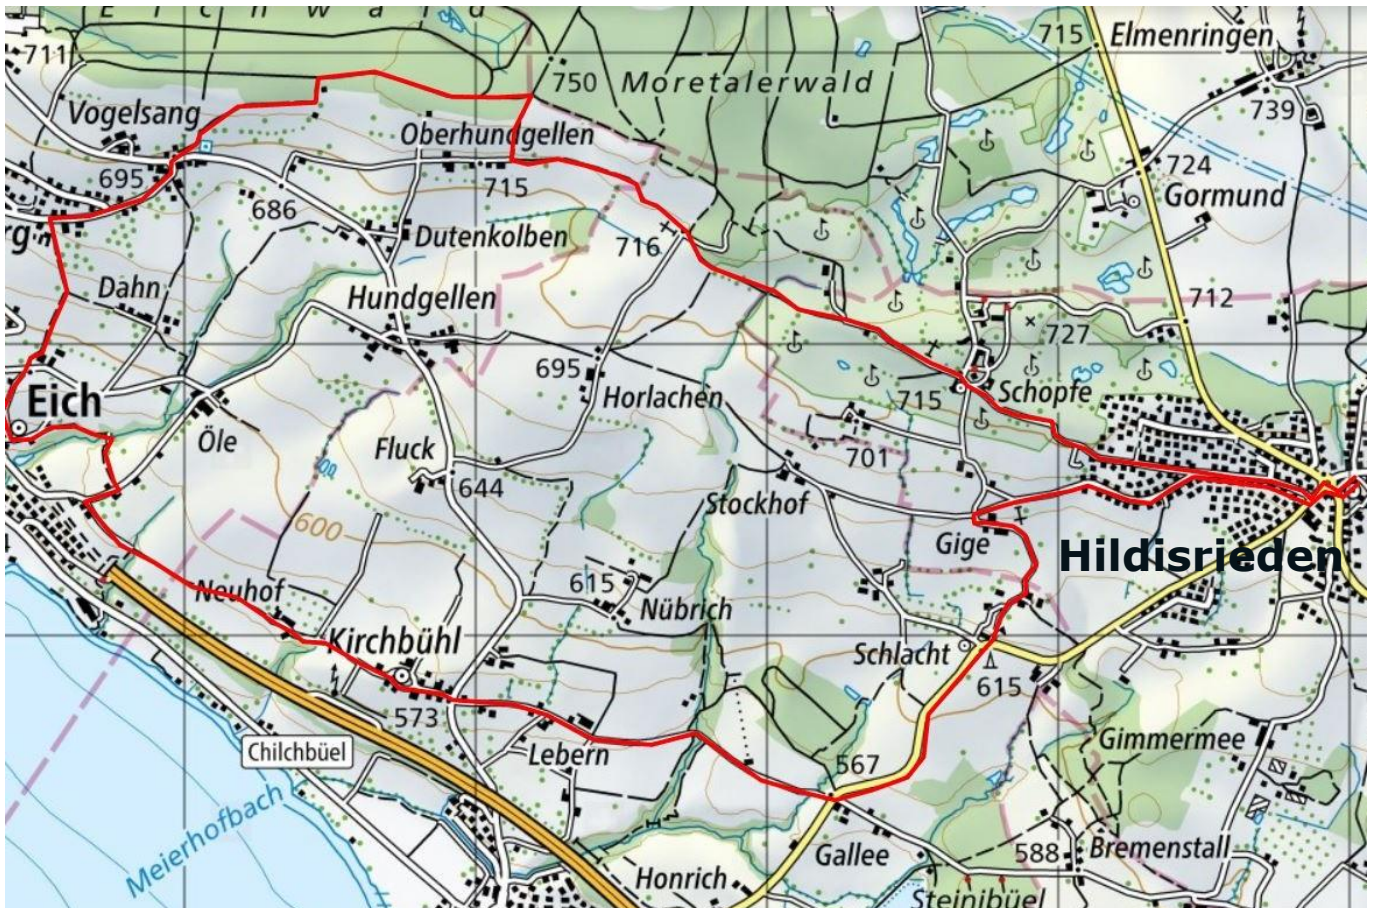 E i c h w a l d
715
Elmenringen
711
750 Moretalerwald
739
Vogelsang
Oberhundgellen
724
695
715
Gormund
686
rg
Dutenkolben
716
Dahn
Hundgellen
712
727
695
Horlachen
715
Schopfe
Eich
Öle
Fluck
701
644
Stockhof
600
Gige
Hildisrieden
615
Neuhof
Nübrich
Kirchbühl
Schlacht
615
573
Chilchbüel
Lebern
567
Gimmermee
Meierhofbach
Gallee
588
Bremenstall
Honrich
Steinibüel